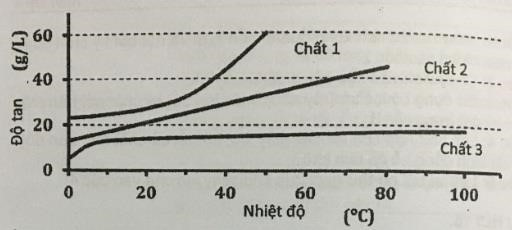 Độ tan (g/L)
60
40
20
0
Chất 1
Chất 2
Chất 3
0 20 40 60 80 100
Nhiệt độ (°C)